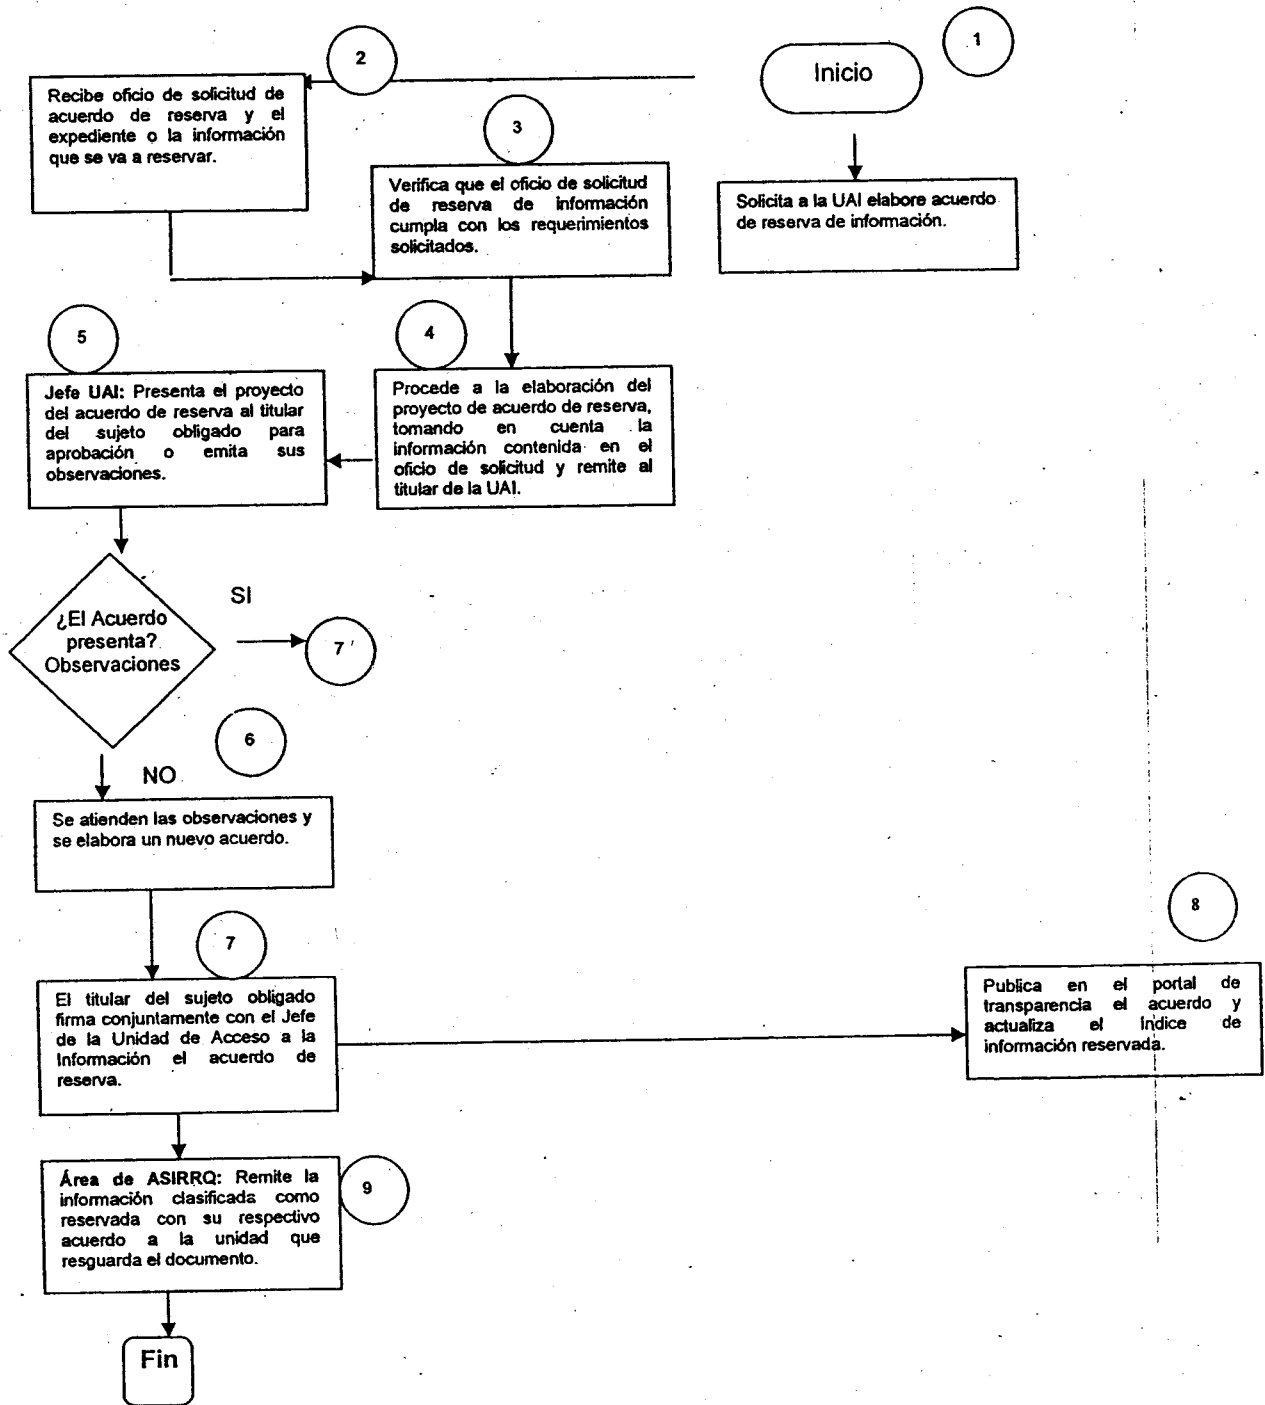 1
Inicio
Solicita a la UAI elabore acuerdo
de reserva de información.
2
Recibe oficio de solicitud de
acuerdo de reserva y el
expediente o la información
que se va a reservar.
3
Verifica que el oficio de solicitud
de reserva de información
cumpla con los requerimientos
solicitados.
4
Procede a la elaboración del
proyecto de acuerdo de reserva,
tomando en cuenta la
información contenida en el
oficio de solicitud y remite al
titular de la UAI.
5
Jefe UAI: Presenta el proyecto
del acuerdo de reserva al titular
del sujeto obligado para
aprobación o emita sus
observaciones.
¿El Acuerdo
presenta?
Observaciones
SI
7
NO
6
Se atienden las observaciones y
se elabora un nuevo acuerdo.
7
El titular del sujeto obligado
firma conjuntamente con el Jefe
de la Unidad de Acceso a la
Información el acuerdo de
reserva.
8
Publica en el portal de
transparencia el acuerdo y
actualiza el índice de
información reservada.
9
Área de ASIRRQ: Remite la
información clasificada como
reservada con su respectivo
acuerdo a la unidad que
resguarda el documento.
Fin